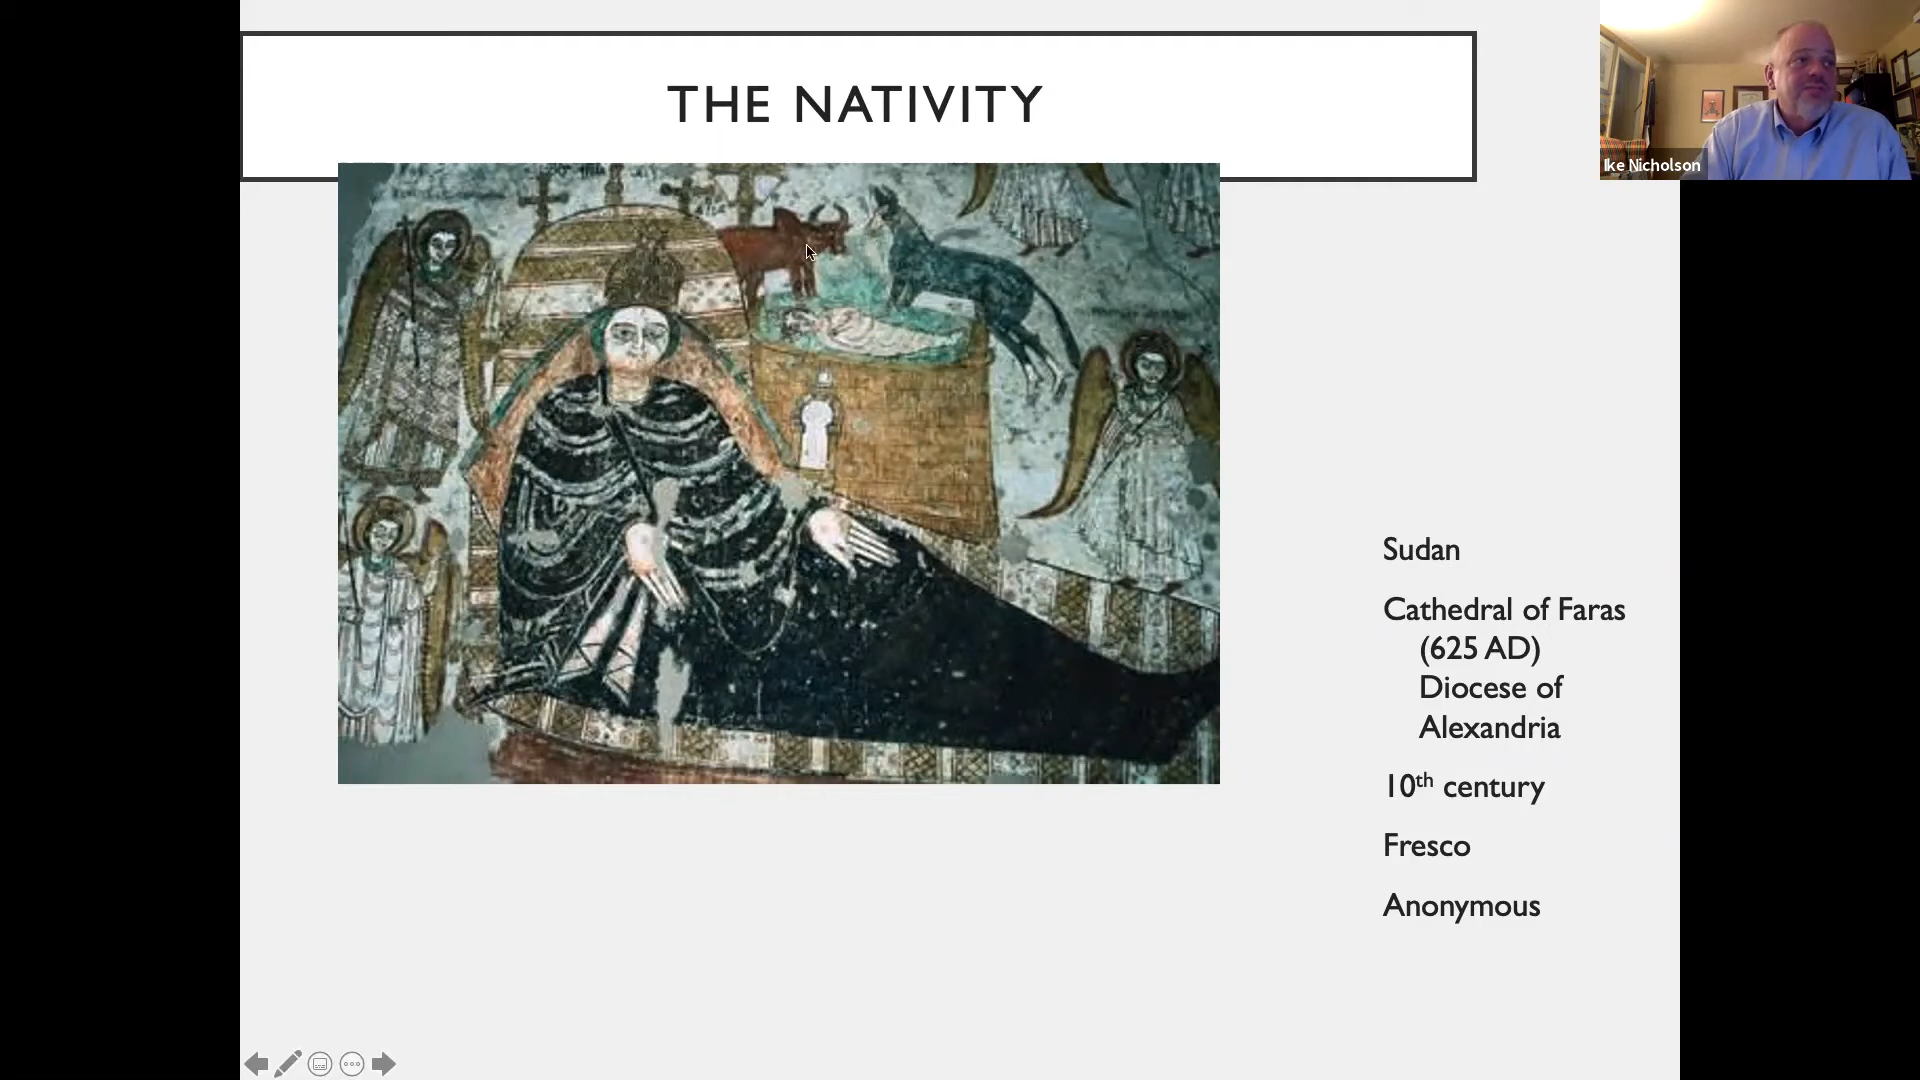 THE NATIVITY
Ike Nicholson
Sudan
Cathedral of Faras
(625 AD)
Diocese of
Alexandria
10th century
Fresco
Anonymous